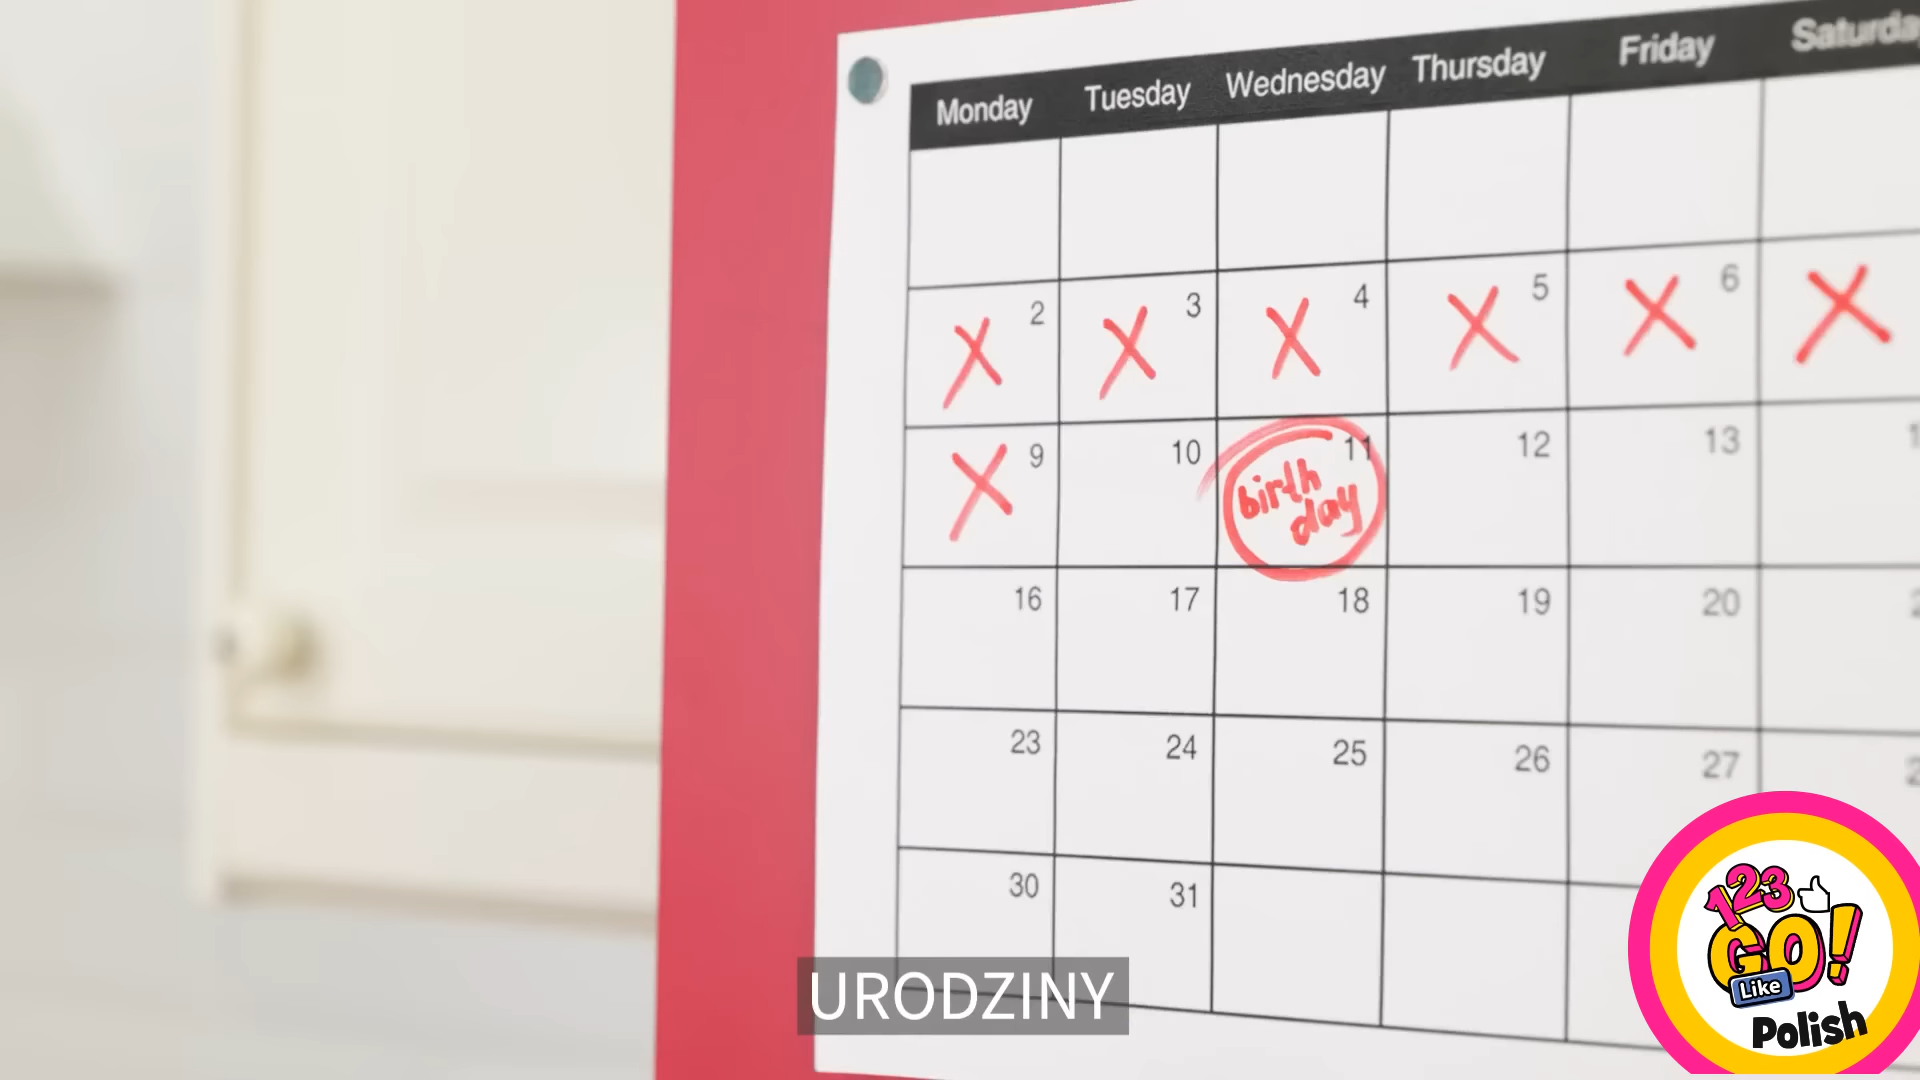 Monday Tuesday Wednesday Thursday Friday Saturda
2 3 4 5 6
9 10 11 12 13
birth
day
16 17 18 19 20
23 24 25 26 27
30 31
URODZINY
123
GO!
Like
Polish